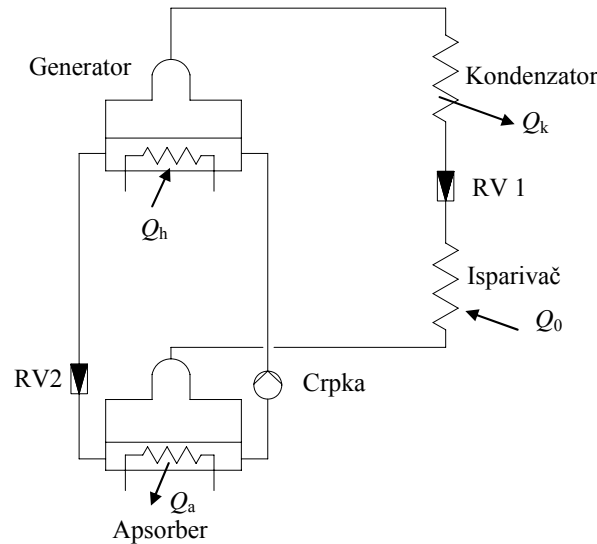 Generator
Kondenzator
Qk
RV 1
Qh
Isparivač
Q0
RV2
Crpka
Qa
Apsorber